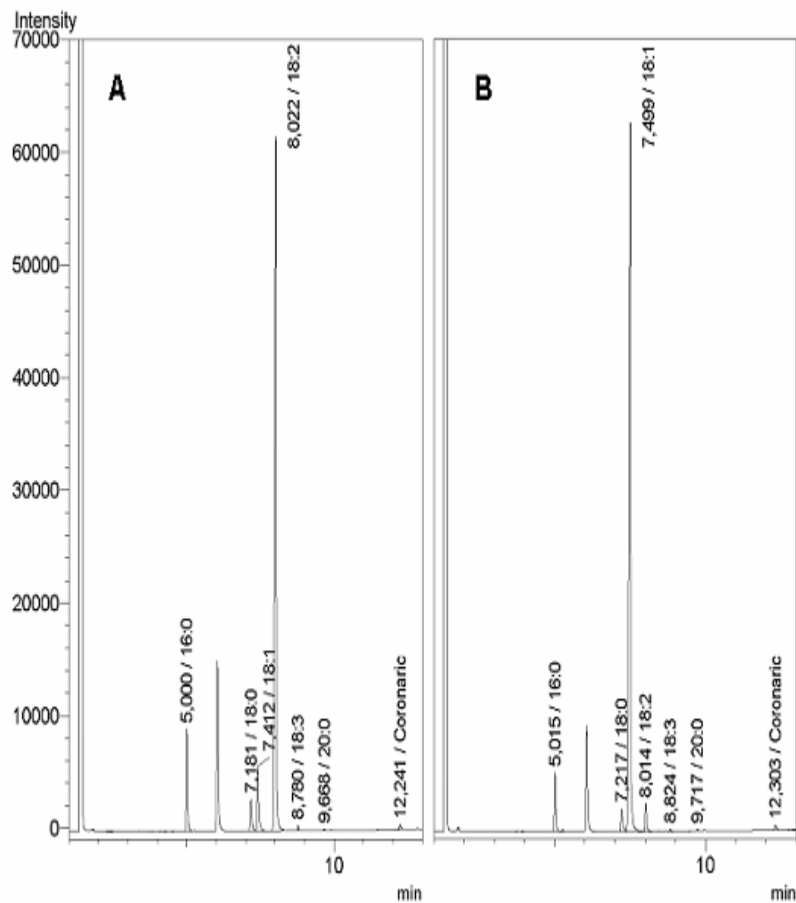 Intensity
70000
60000
50000
40000
30000
20000
10000
0
A
5,000 / 16:0
7,181 / 18:0
7,412 / 18:1
8,022 / 18:2
8,780 / 18:3
9,668 / 20:0
12,241 / Coronaric
10
min
B
5,015 / 16:0
7,217 / 18:0
7,499 / 18:1
8,014 / 18:2
8,824 / 18:3
9,717 / 20:0
12,303 / Coronaric
10
min